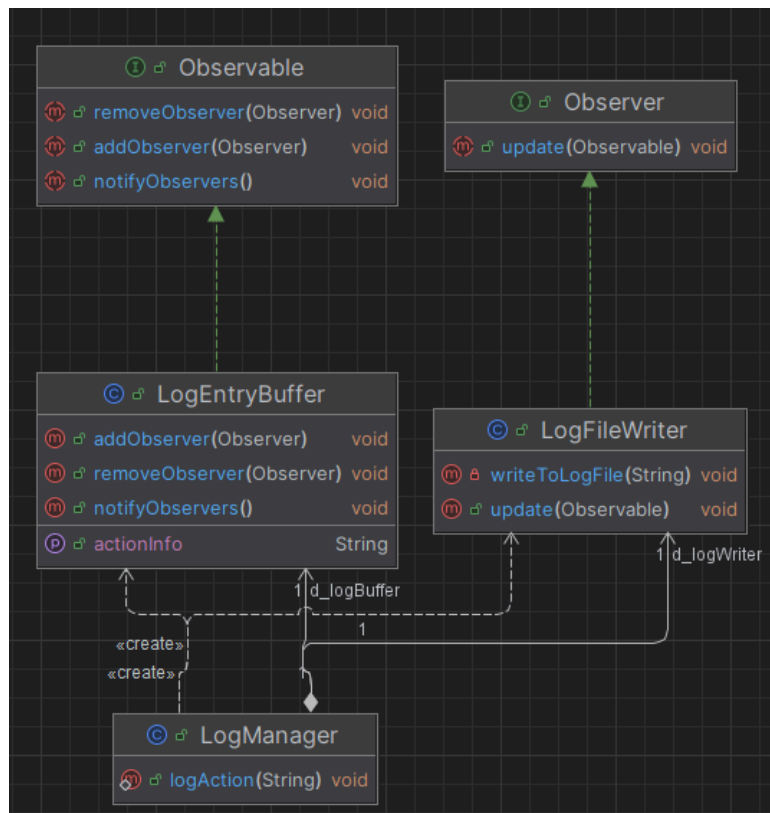 I Observable
m removeObserver(Observer) void
m addObserver(Observer) void
m notifyObservers() void
I Observer
m update(Observable) void
C LogEntryBuffer
m addObserver(Observer) void
m removeObserver(Observer) void
m notifyObservers() void
P actionInfo String
C LogFileWriter
m writeToLogFile(String) void
m update(Observable) void
1 d_logBuffer
1 d_logWriter
1
«create»
«create»
C LogManager
m logAction(String) void